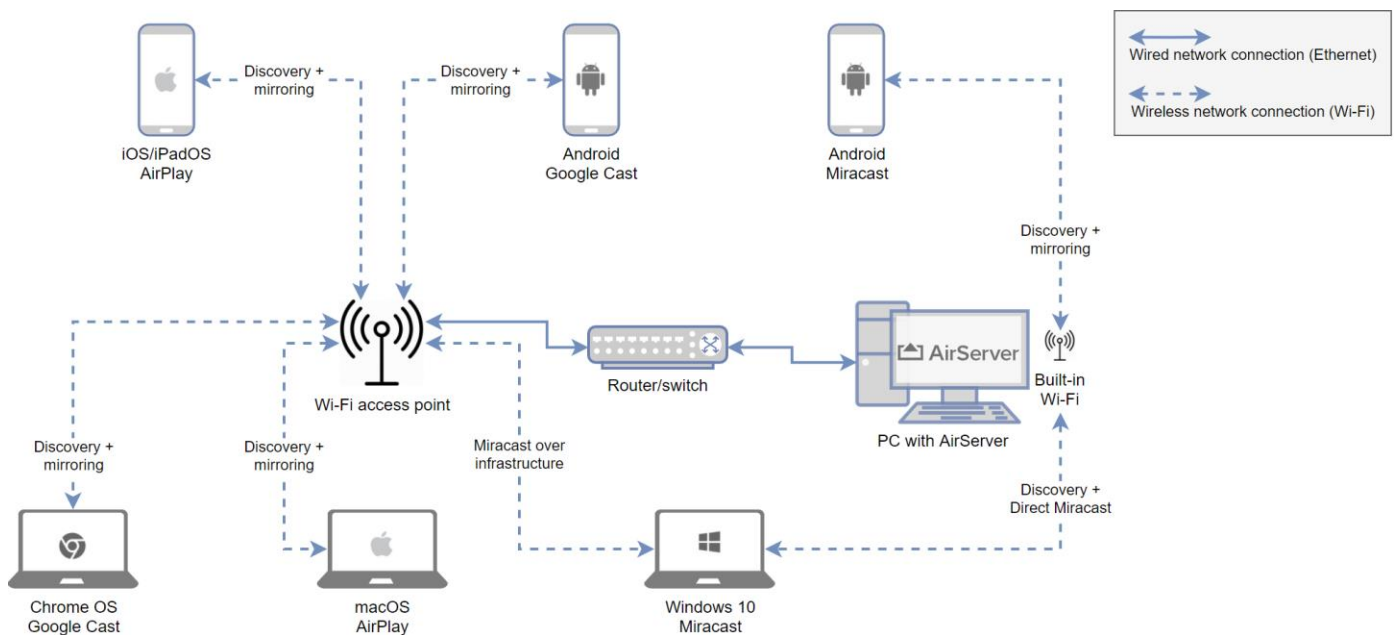 Discovery +
mirroring
Discovery +
mirroring
Wired network connection (Ethernet)
Wireless network connection (Wi-Fi)
iOS/iPadOS
AirPlay
Android
Google Cast
Android
Miracast
Discovery +
mirroring
AirServer
Router/switch
Built-in
Wi-Fi
Wi-Fi access point
PC with AirServer
Discovery +
mirroring
Discovery +
mirroring
Miracast over
infrastructure
Discovery +
Direct Miracast
Chrome OS
Google Cast
macOS
AirPlay
Windows 10
Miracast